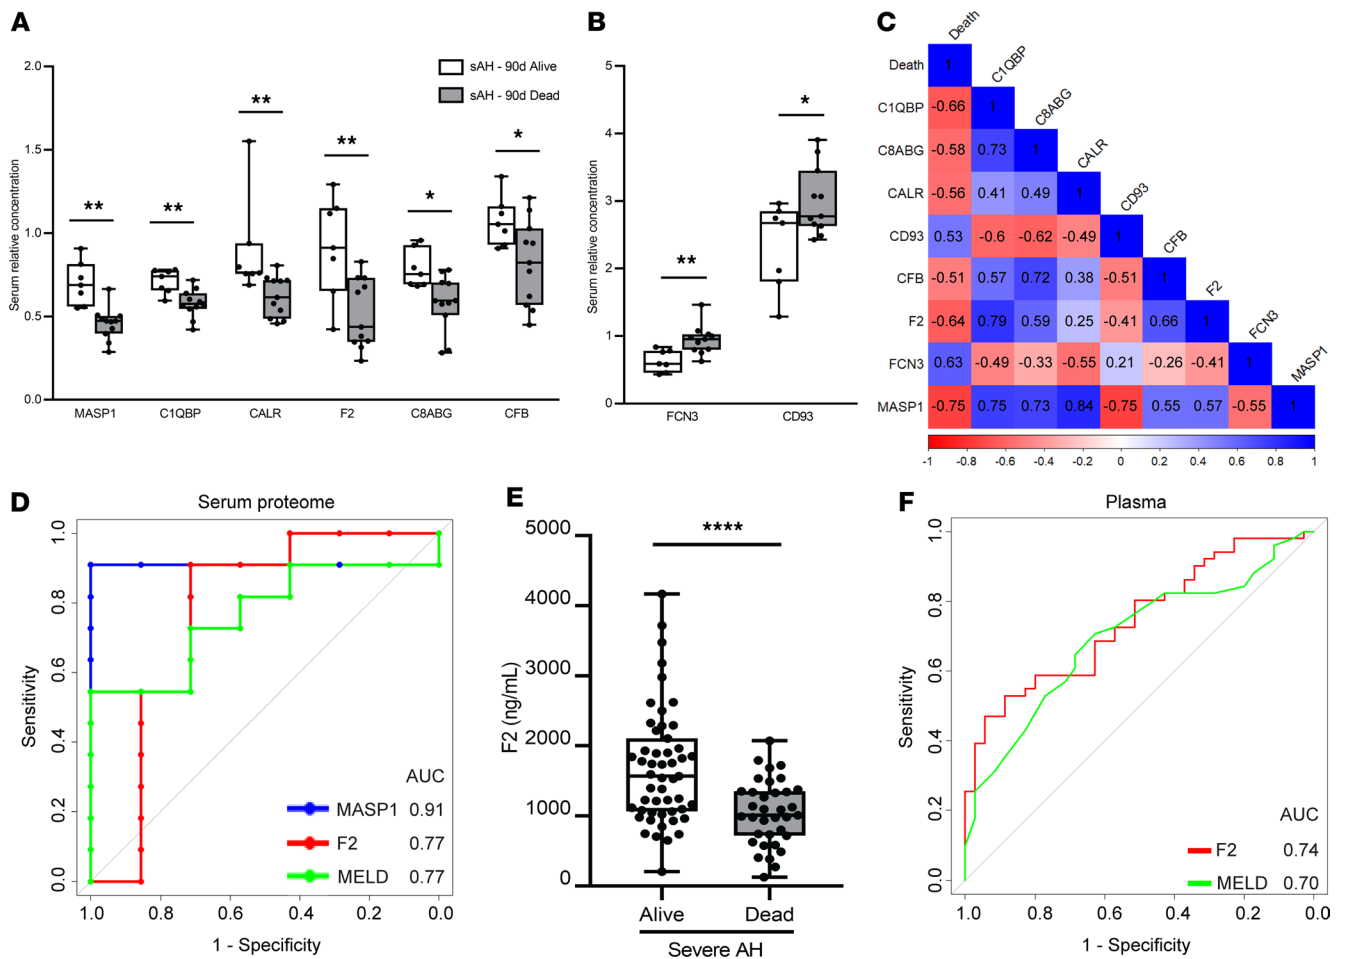 A
sAH - 90d Alive
sAH - 90d Dead
Serum relative concentration
2.0
1.5
1.0
0.5
0.0
**
**
**
**
*
*
MASP1 C1QBP CALR F2 C8ABG CFB
B
Serum relative concentration
5
4
3
2
1
0
**
*
FCN3 CD93
C
Death
C1QBP
C8ABG
CALR
CD93
CFB
F2
FCN3
MASP1
Death 1
C1QBP -0.66 1
C8ABG -0.58 0.73 1
CALR -0.56 0.41 0.49 1
CD93 0.53 -0.6 -0.62 -0.49 1
CFB -0.51 0.57 0.72 0.38 -0.51 1
F2 -0.64 0.79 0.59 0.25 -0.41 0.66 1
FCN3 0.63 -0.49 -0.33 -0.55 0.21 -0.26 -0.41 1
MASP1 -0.75 0.75 0.73 0.84 -0.75 0.55 0.57 -0.55 1
-1 -0.8 -0.6 -0.4 -0.2 0 0.2 0.4 0.6 0.8 1
D
Serum proteome
Sensitivity
1.0
0.8
0.6
0.4
0.2
0.0
AUC
MASP1 0.91
F2 0.77
MELD 0.77
1.0 0.8 0.6 0.4 0.2 0.0
1 - Specificity
E
F2 (ng/mL)
5000
4000
3000
2000
1000
0
****
Alive Dead
Severe AH
F
Plasma
Sensitivity
1.0
0.8
0.6
0.4
0.2
0.0
AUC
F2 0.74
MELD 0.70
1.0 0.8 0.6 0.4 0.2 0.0
1 - Specificity